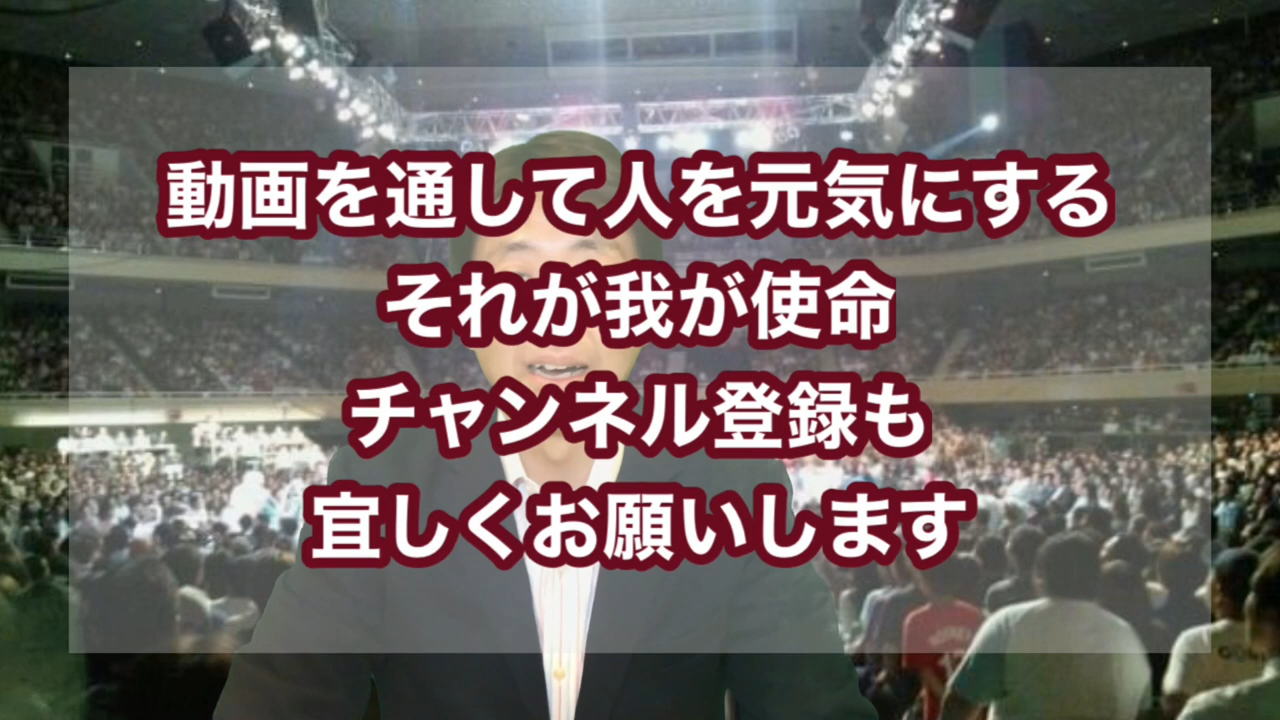 動画を通して人を元気にする
それが我が使命
チャンネル登録も
宜しくお願いします